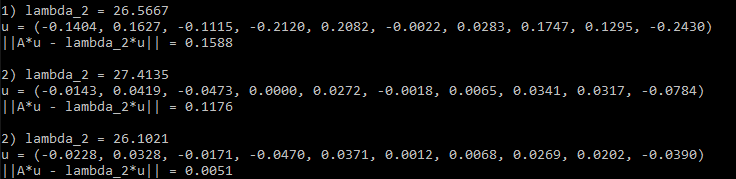 1) lambda_2 = 26.5667
u = (-0.1404, 0.1627, -0.1115, -0.2120, 0.2082, -0.0022, 0.0283, 0.1747, 0.1295, -0.2430)
||A*u - lambda_2*u|| = 0.1588
2) lambda_2 = 27.4135
u = (-0.0143, 0.0419, -0.0473, 0.0000, 0.0272, -0.0018, 0.0065, 0.0341, 0.0317, -0.0784)
||A*u - lambda_2*u|| = 0.1176
2) lambda_2 = 26.1021
u = (-0.0228, 0.0328, -0.0171, -0.0470, 0.0371, 0.0012, 0.0068, 0.0269, 0.0202, -0.0390)
||A*u - lambda_2*u|| = 0.0051